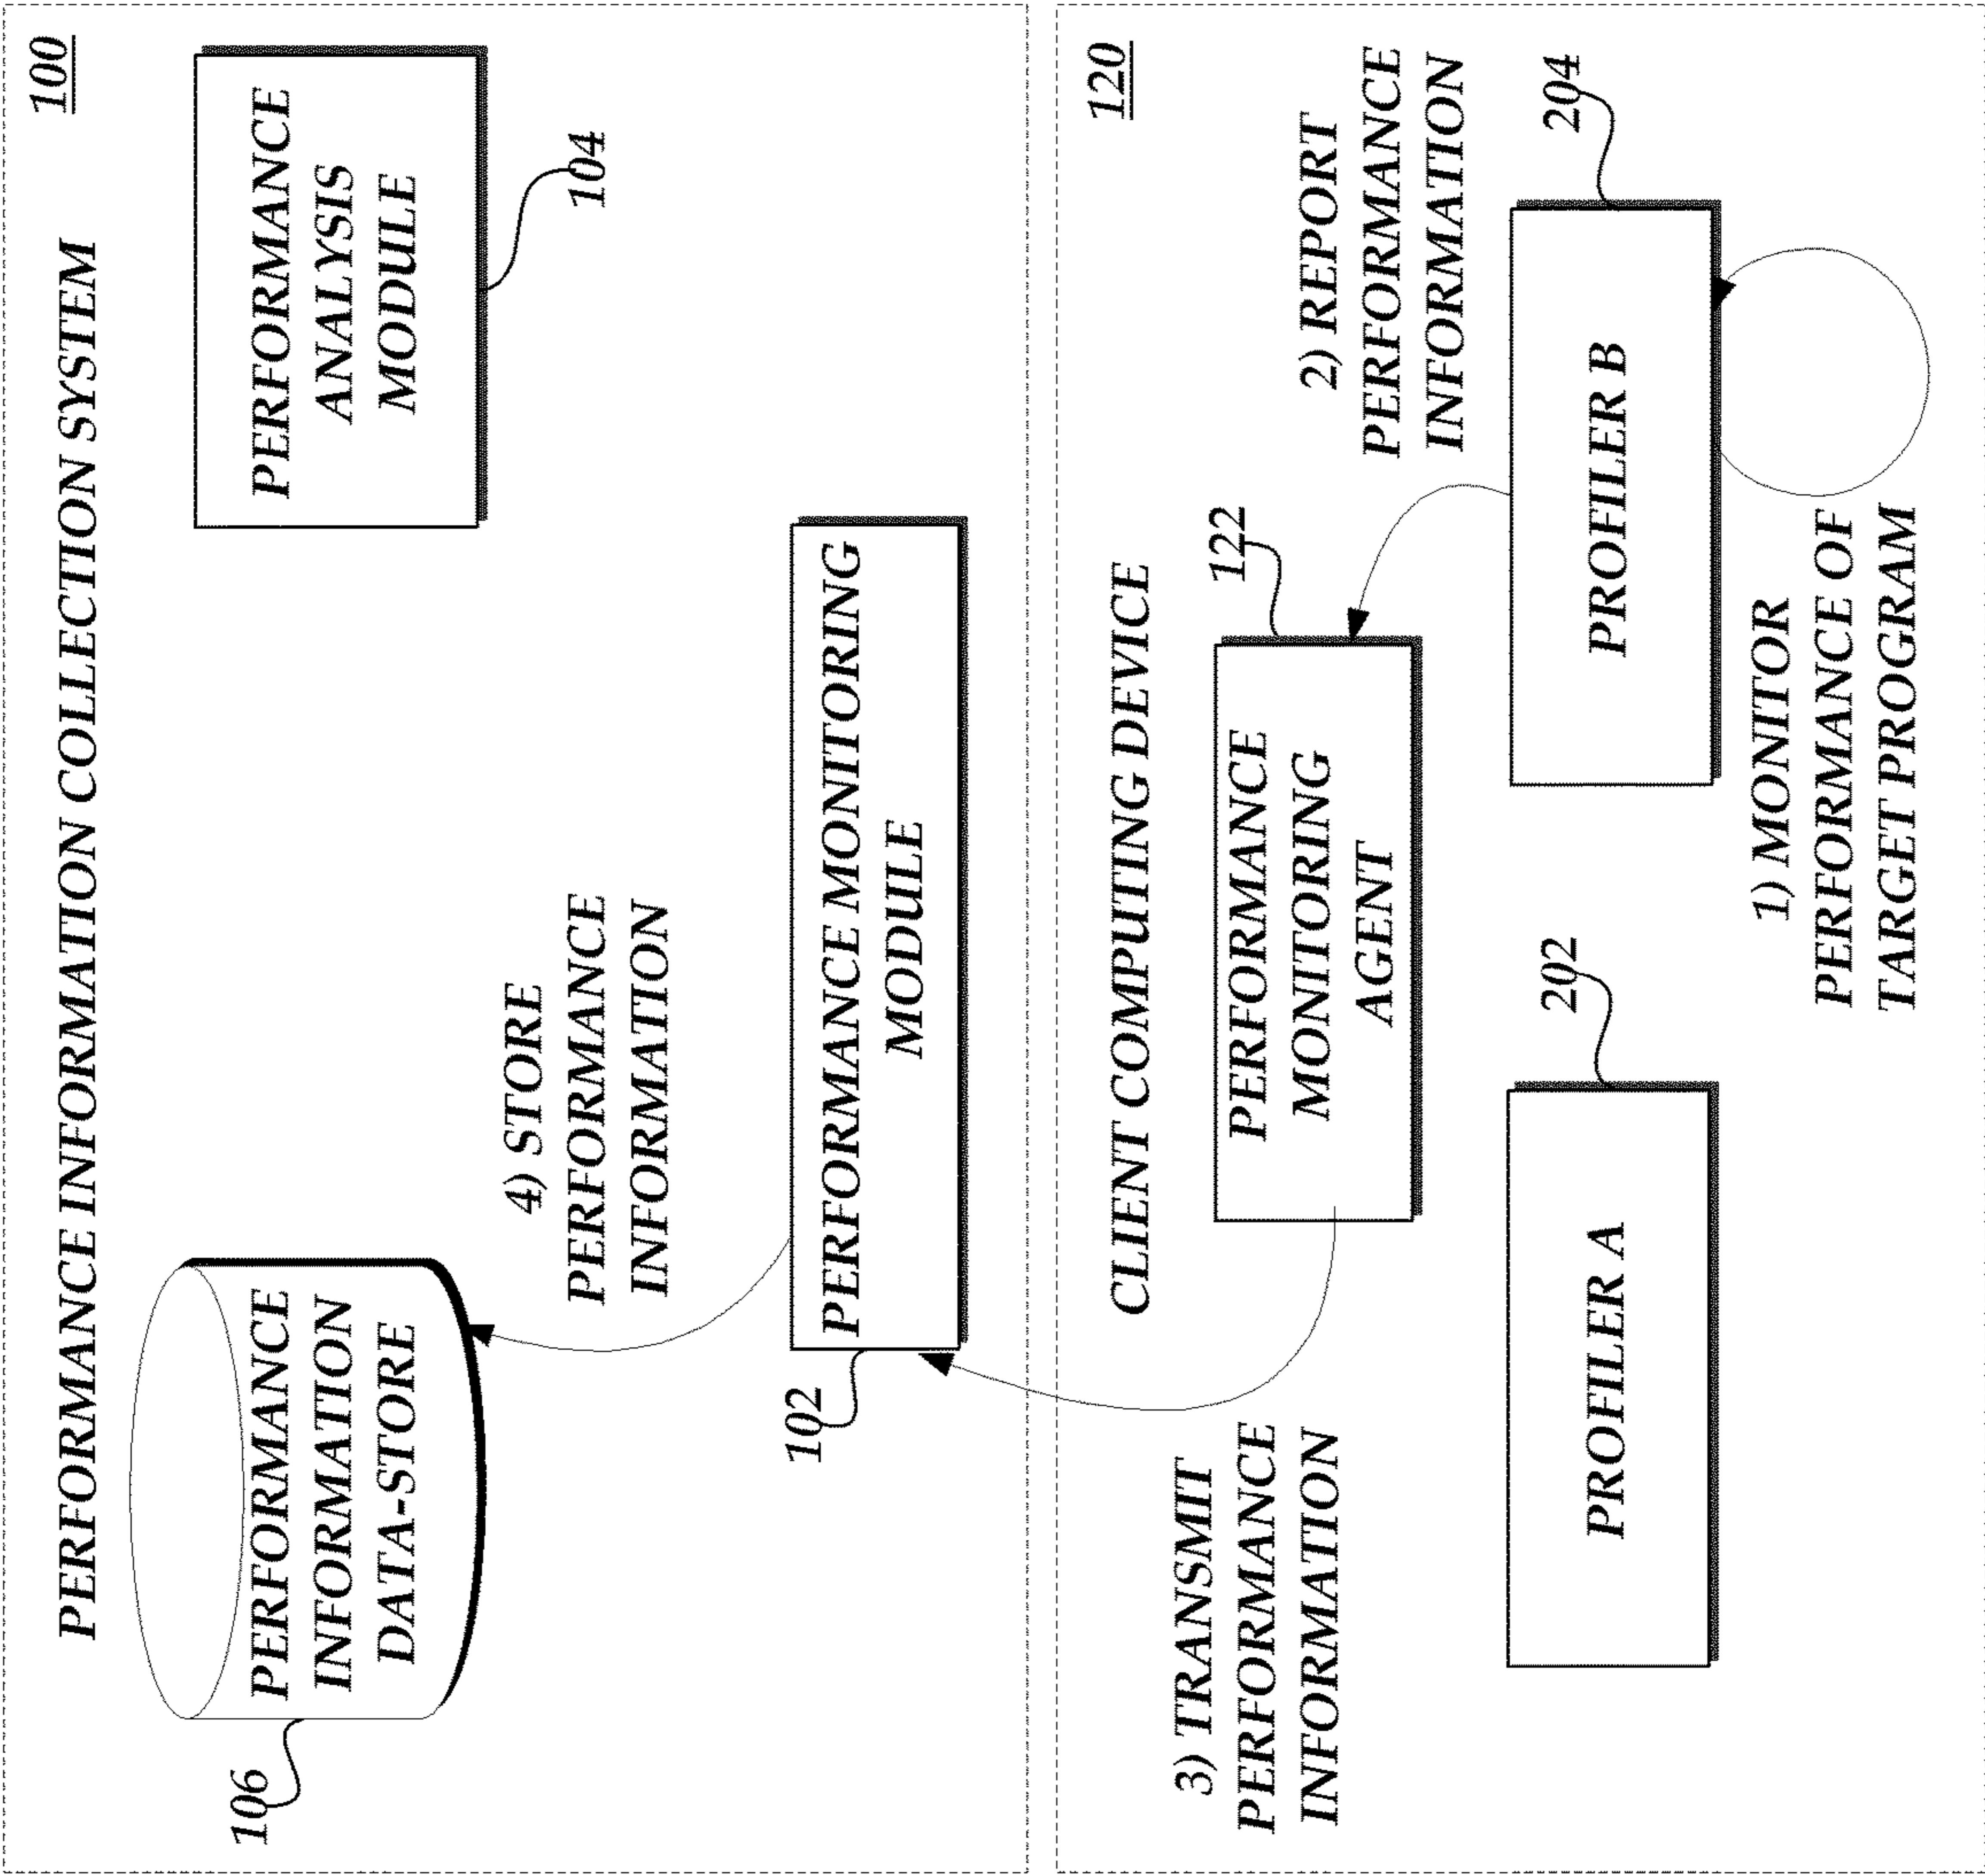 PERFORMANCE INFORMATION COLLECTION SYSTEM
100
PERFORMANCE
INFORMATION
DATA-STORE
106
PERFORMANCE
ANALYSIS
MODULE
104
4) STORE
PERFORMANCE
INFORMATION
PERFORMANCE MONITORING
MODULE
102
CLIENT COMPUTING DEVICE
120
3) TRANSMIT
PERFORMANCE
INFORMATION
PERFORMANCE
MONITORING
AGENT
122
2) REPORT
PERFORMANCE
INFORMATION
PROFILER A
202
PROFILER B
204
1) MONITOR
PERFORMANCE OF
TARGET PROGRAM